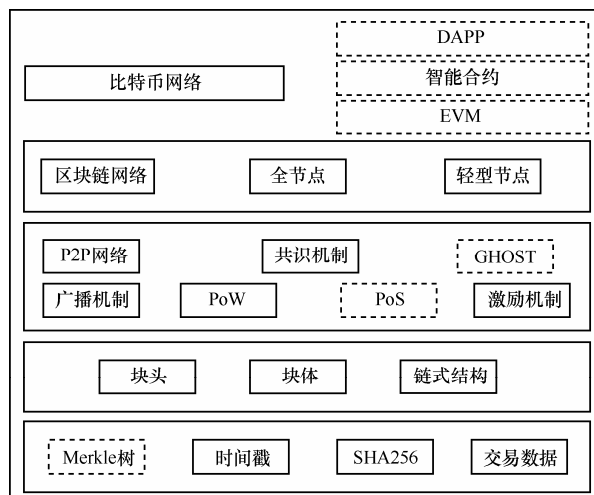 DAPP
比特币网络
智能合约
EVM
区块链网络 全节点 轻型节点
P2P网络 共识机制 GHOST
广播机制 PoW PoS 激励机制
块头 块体 链式结构
Merkle树 时间戳 SHA256 交易数据